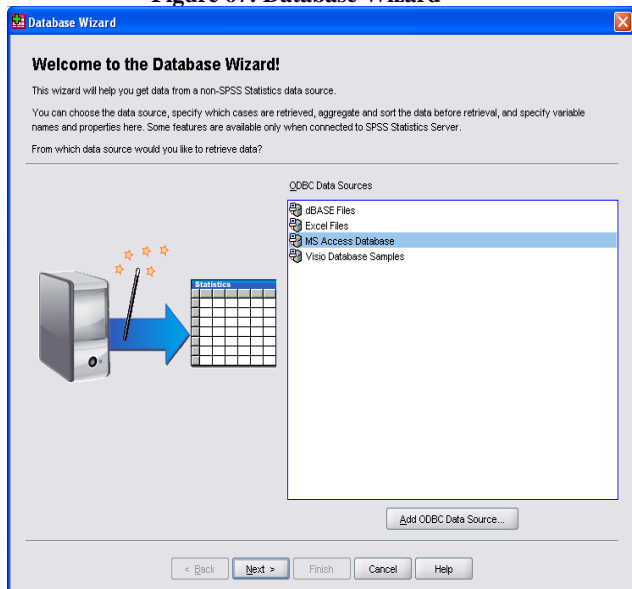 Figure 67. Database Wizard
Database Wizard
Welcome to the Database Wizard!
This wizard will help you get data from a non-SPSS Statistics data source.
You can choose the data source, specify which cases are retrieved, aggregate and sort the data before retrieval, and specify variable
names and properties here. Some features are available only when connected to SPSS Statistics Server.
From which data source would you like to retrieve data?
ODBC Data Sources
dBASE Files
Excel Files
MS Access Database
Visio Database Samples
Statistics
Add ODBC Data Source...
< Back
Next >
Finish
Cancel
Help